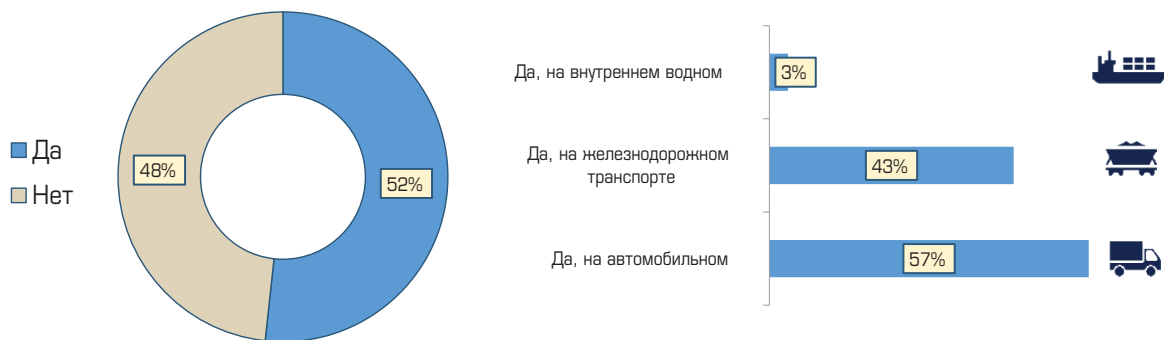 Да
Нет
48%
52%
Да, на внутреннем водном
3%
Да, на железнодорожном
транспорте
43%
Да, на автомобильном
57%